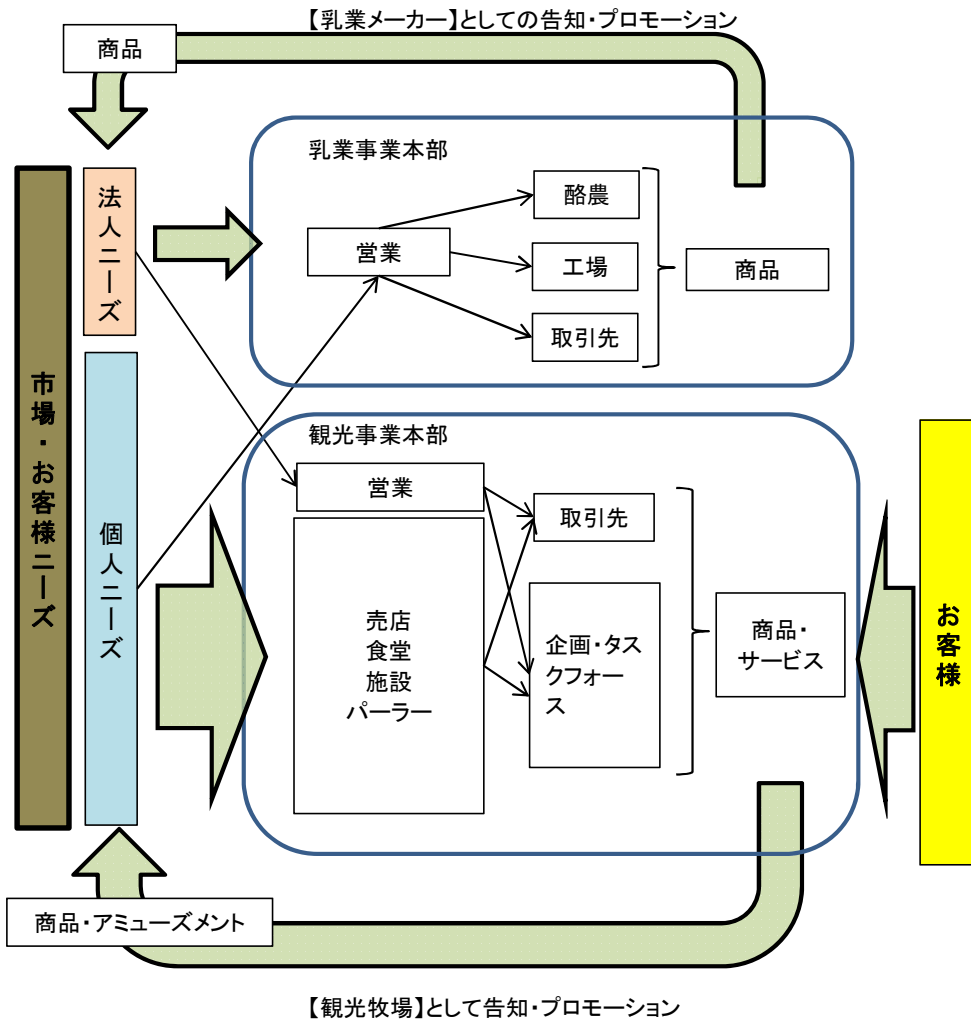 【乳業メーカー】としての告知・プロモーション
商品
乳業事業本部
法人ニーズ
営業
酪農
工場
取引先
商品
市場・お客様ニーズ
個人ニーズ
観光事業本部
営業
売店
食堂
施設
パーラー
取引先
企画・タス
クフォー
ス
商品・
サービス
お客様
商品・アミューズメント
【観光牧場】として告知・プロモーション